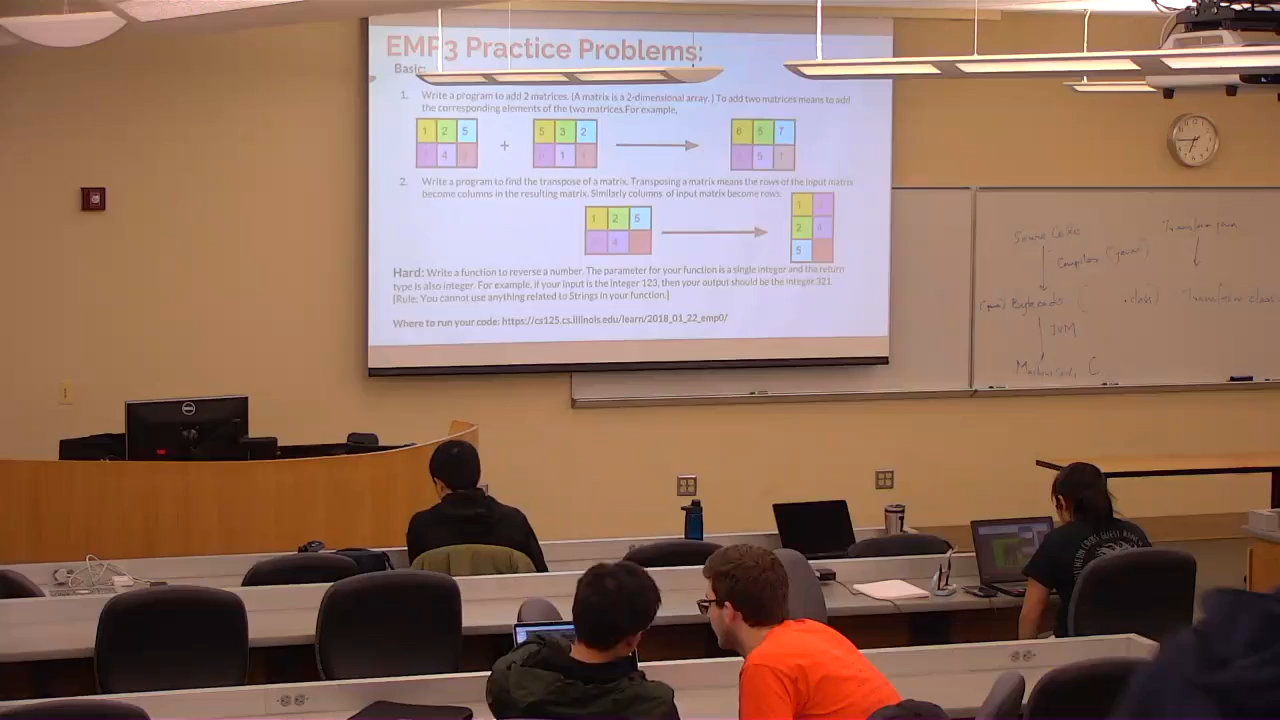 EMP3 Practice Problems:
Basic:
1. Write a program to add 2 matrices. (A matrix is a 2-dimensional array. ) To add two matrices means to add
the corresponding elements of the two matrices.For example,
1 2 5 5 3 2 6 5 7
+
4 1 5
2. Write a program to find the transpose of a matrix. Transposing a matrix means the rows of the input matrix
become columns in the resulting matrix. Similarly columns of input matrix become rows.
1 2 5 1
4 2 4
5
Hard: Write a function to reverse a number. The parameter for your function is a single integer and the return
type is also integer. For example, if your input is the integer 123, then your output should be the integer 321.
[Rule: You cannot use anything related to Strings in your function.]
Where to run your code: https://cs125.cs.illinois.edu/learn/2018_01_22_emp0/
Source Code
Compiler
.class) Transform class
JVM
DELL